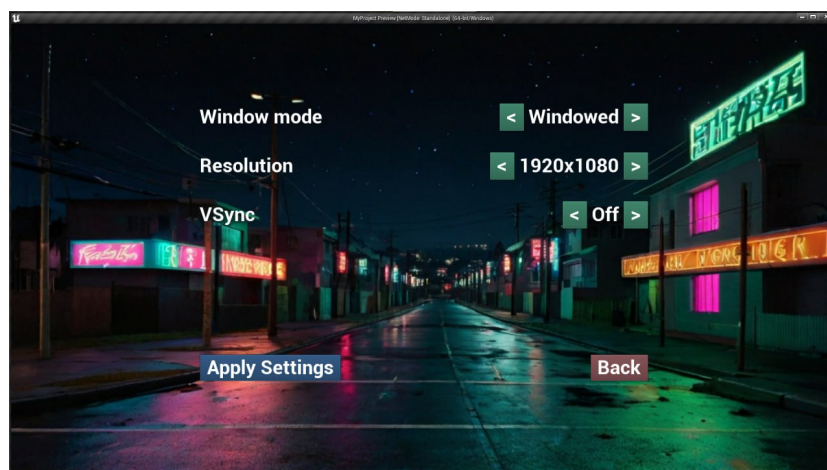 MyProject Preview [NetMode: Standalone] (64-bit/Windows)
Window mode < Windowed >
Resolution < 1920x1080 >
VSync < Off >
Apply Settings Back